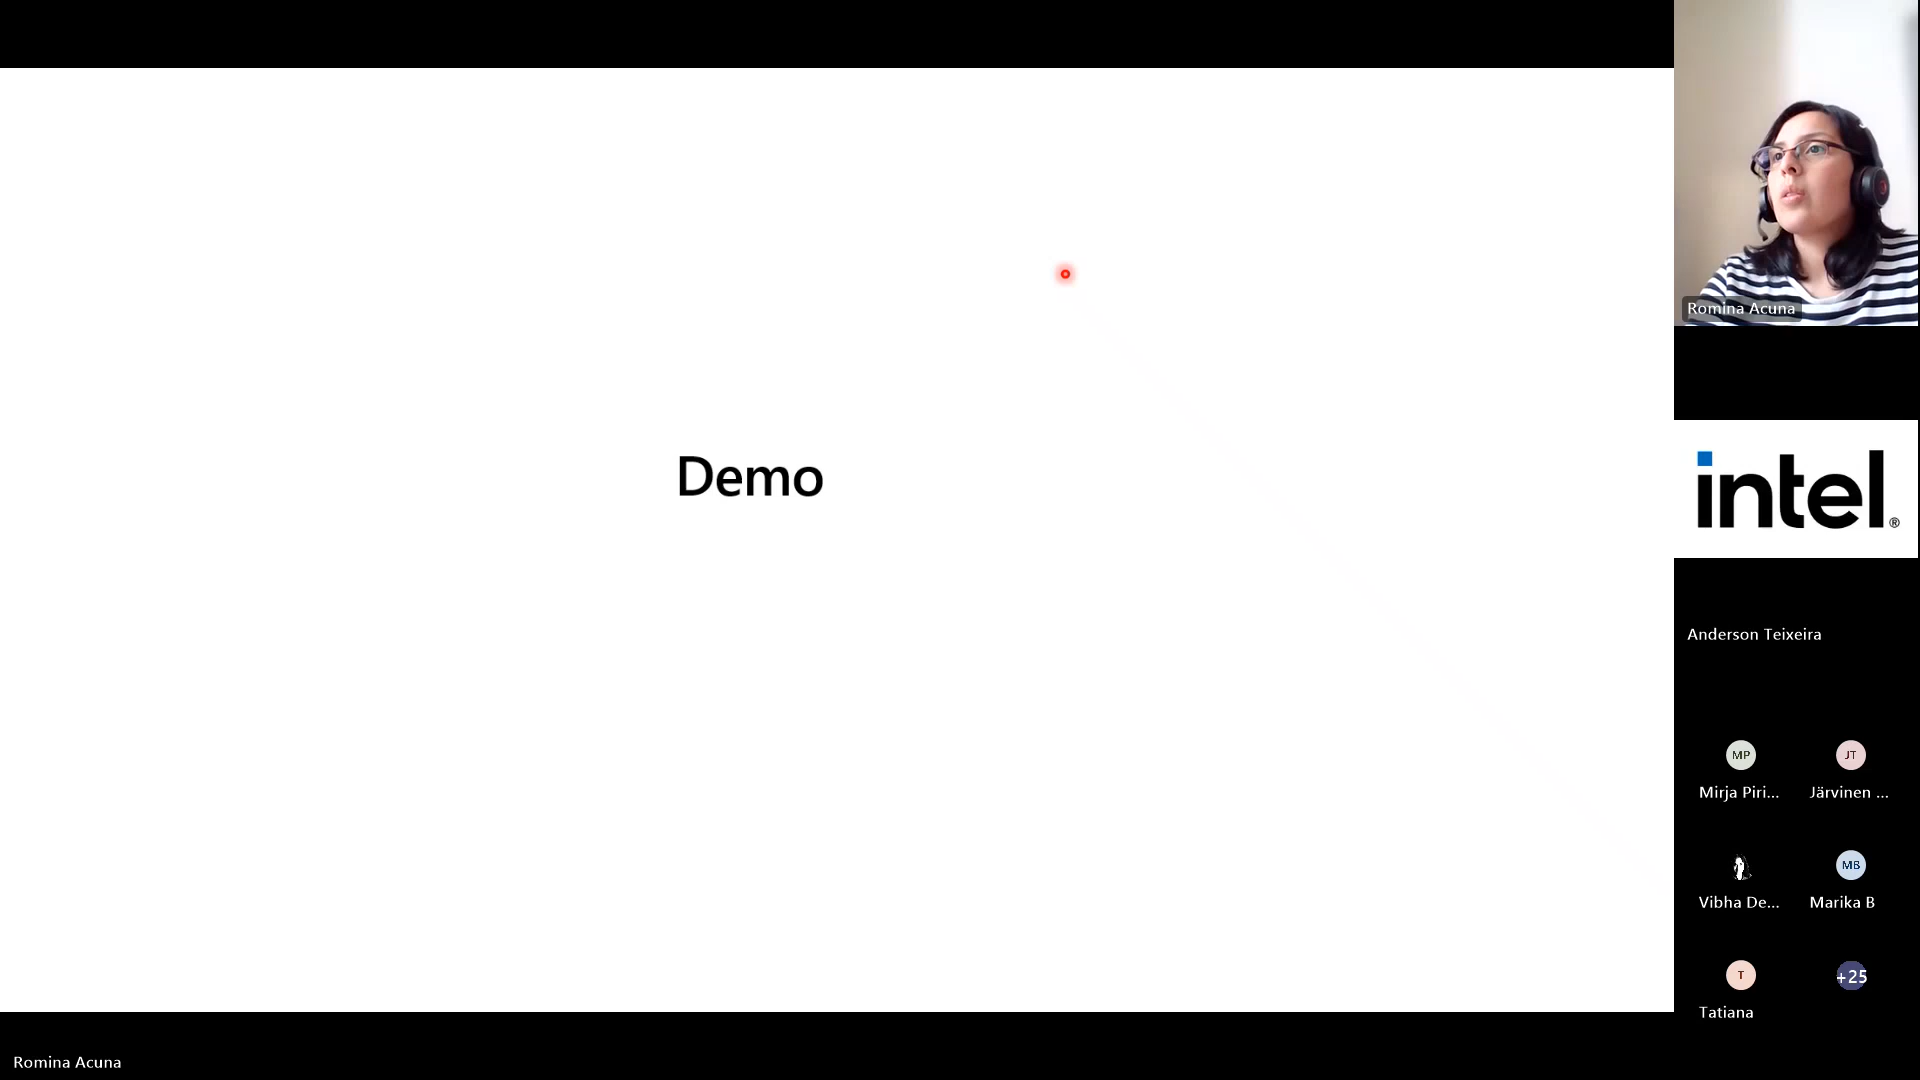 Demo
Romina Acuna
intel®
Anderson Teixeira
MP
JT
Mirja Piri...
Järvinen ...
MB
Vibha De...
Marika B
T
+25
Tatiana
Romina Acuna